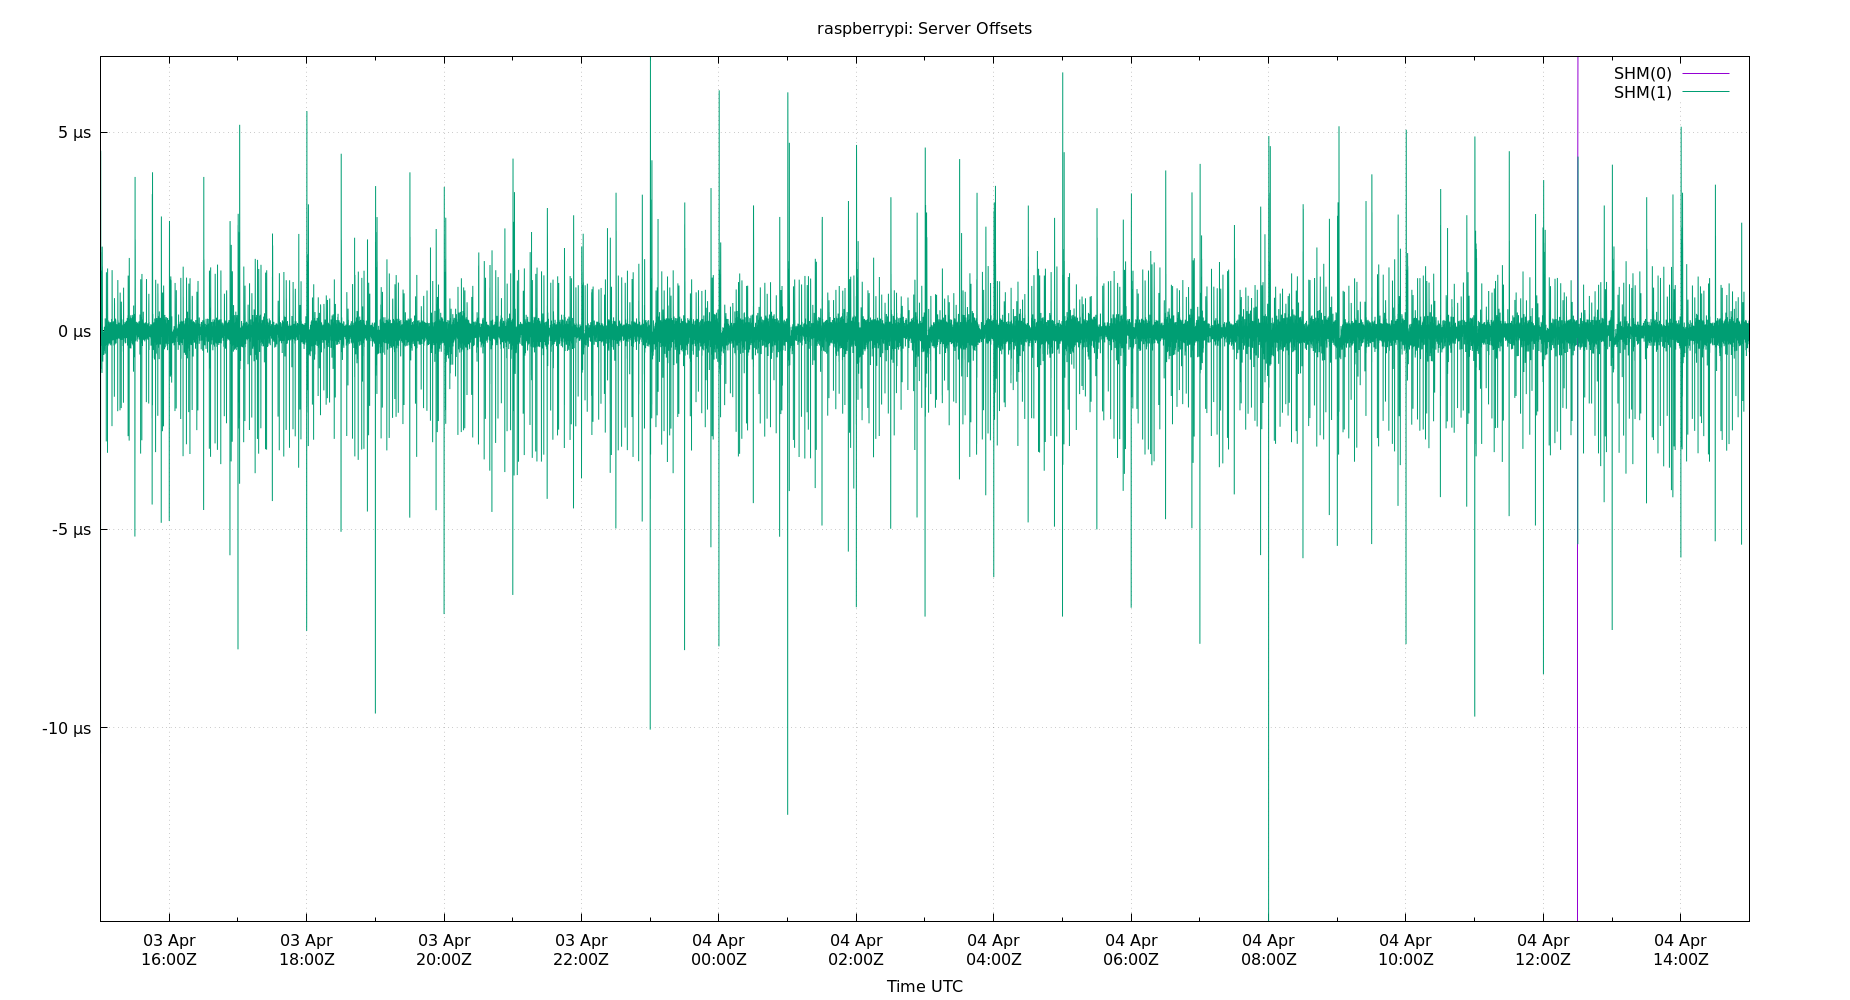 raspberrypi: Server Offsets
SHM(0)
SHM(1)
5 µs
0 µs
-5 µs
-10 µs
03 Apr 03 Apr 03 Apr 03 Apr 04 Apr 04 Apr 04 Apr 04 Apr 04 Apr 04 Apr 04 Apr 04 Apr
16:00Z 18:00Z 20:00Z 22:00Z 00:00Z 02:00Z 04:00Z 06:00Z 08:00Z 10:00Z 12:00Z 14:00Z
Time UTC